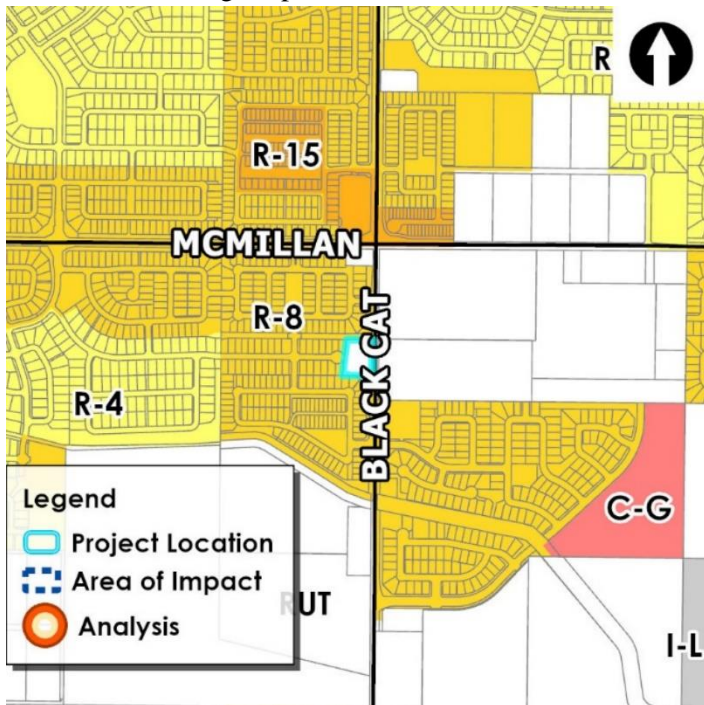 R
R-15
MCMILLAN
R-8
BLACK CAT
R-4
C-G
Legend
Project Location
Area of Impact
RUT
Analysis
I-L